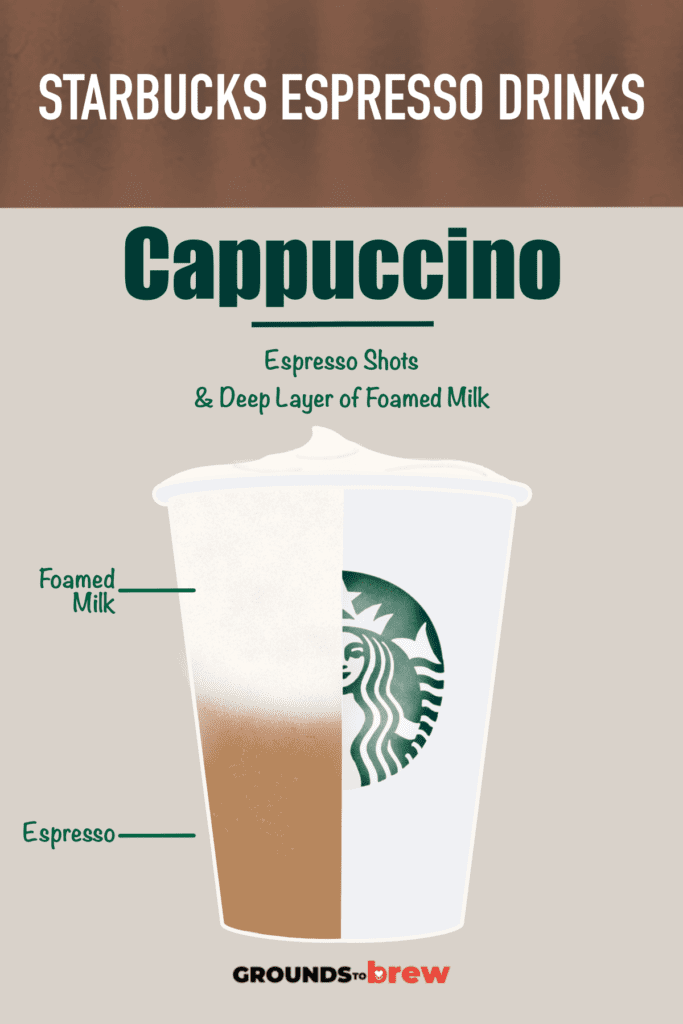 STARBUCKS ESPRESSO DRINKS
Cappuccino
Espresso Shots
& Deep Layer of Foamed Milk
Foamed
Milk
Espresso
GROUNDS TO brew